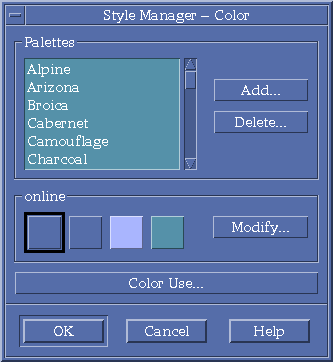 Style Manager – Color
Palettes
Alpine
Arizona
Broica
Cabernet
Camouflage
Charcoal
Add...
Delete...
online
Modify...
Color Use...
OK
Cancel
Help